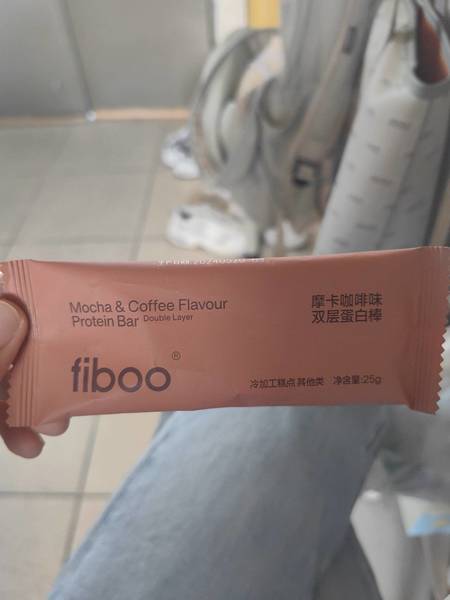 Mocha & Coffee Flavour
Protein Bar Double Layer
摩卡咖啡味
双层蛋白棒
fiboo®
冷加工糕点 其他类 净含量:25g